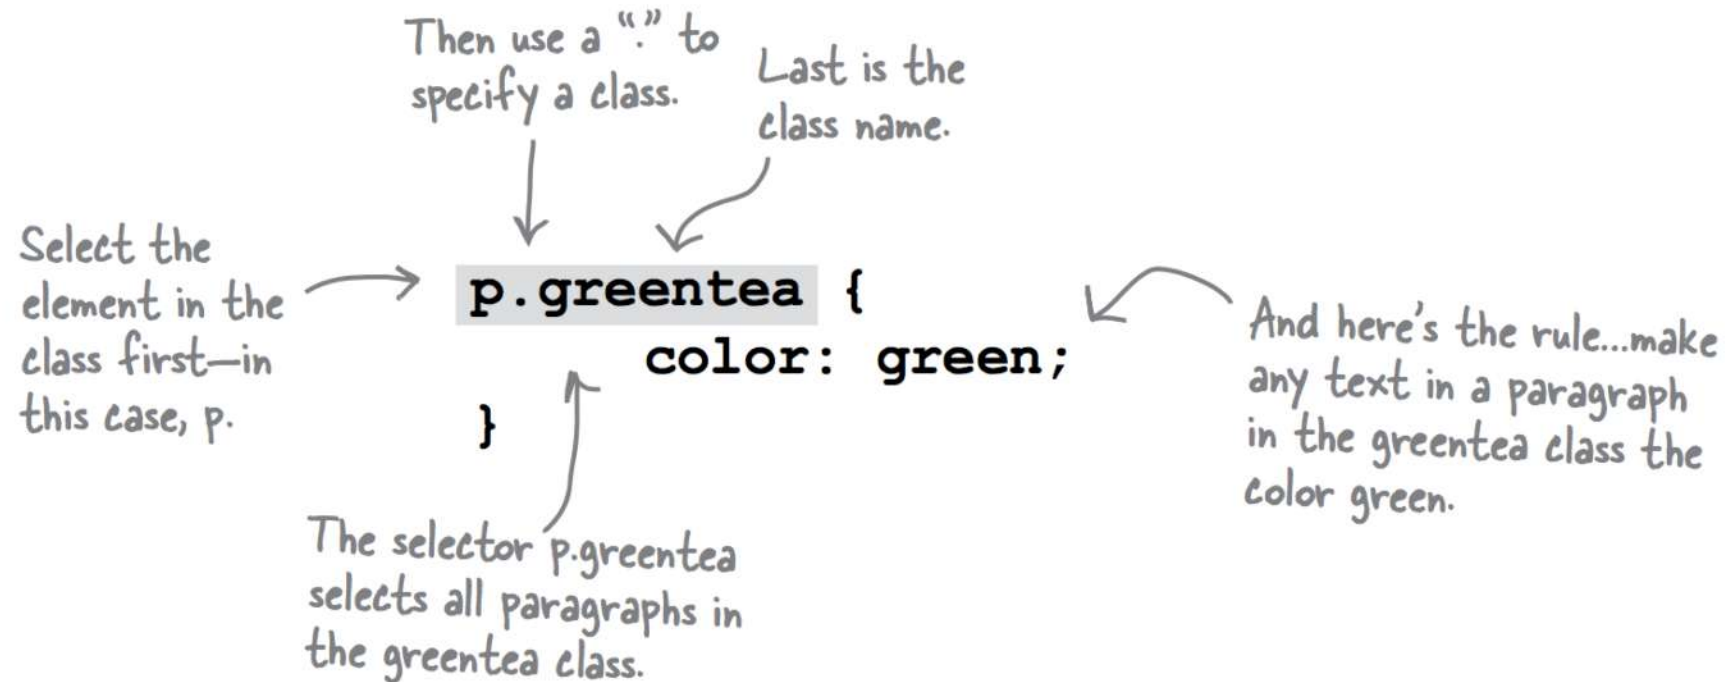 Then use a “.” to
specify a class.
Last is the
class name.
Select the
element in the
class first—in
this case, p.
p.greentea {
color: green;
}
And here's the rule...make
any text in a paragraph
in the greentea class the
color green.
The selector p.greentea
selects all paragraphs in
the greentea class.